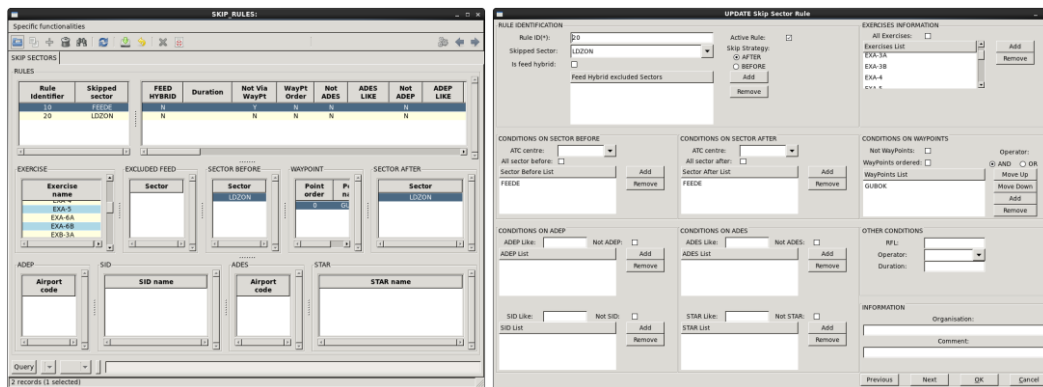 SKIP_RULES:
Specific functionalities
SKIP SECTORS
RULES
Rule Identifier Skipped sector FEED HYBRID Duration Not Via WayPt WayPt Order Not ADES ADES LIKE Not ADEP ADEP LIKE
10 FEEDE N Y N N N
20 LDZON N N N N N
EXERCISE EXCLUDED FEED SECTOR BEFORE WAYPOINT SECTOR AFTER
Exercise name Sector Sector Point order Sector
EXA-5 LDZON 0 LDZON
EXA-6A
EXA-6B
EXB-3A
ADEP SID ADES STAR
Airport code SID name Airport code STAR name
Query
2 records (1 selected)
UPDATE Skip Sector Rule
RULE IDENTIFICATION
Rule ID(*): 20 Active Rule:
Skipped Sector: LDZON Skip Strategy:
AFTER
Is feed hybrid: BEFORE
Feed Hybrid excluded Sectors Add
Remove
EXERCISES INFORMATION
All Exercises:
Exercises List Add
EXA-3A Remove
EXA-3B
EXA-4
EXA-5
CONDITIONS ON SECTOR BEFORE
ATC centre:
All sector before:
Sector Before List Add
FEEDE Remove
CONDITIONS ON SECTOR AFTER
ATC centre:
All sector after:
Sector After List Add
FEEDE Remove
CONDITIONS ON WAYPOINTS
Not WayPoints: Operator:
WayPoints ordered: AND OR
WayPoints List Move Up
GUBOK Move Down
Add
Remove
CONDITIONS ON ADEP
ADEP Like: Not ADEP:
ADEP List Add
Remove
CONDITIONS ON ADES
ADES Like: Not ADES:
ADES List Add
Remove
OTHER CONDITIONS
RFL:
Operator:
Duration:
SID Like: Not SID:
SID List Add
Remove
STAR Like: Not STAR:
STAR List Add
Remove
INFORMATION
Organisation:
Comment:
Previous Next OK Cancel